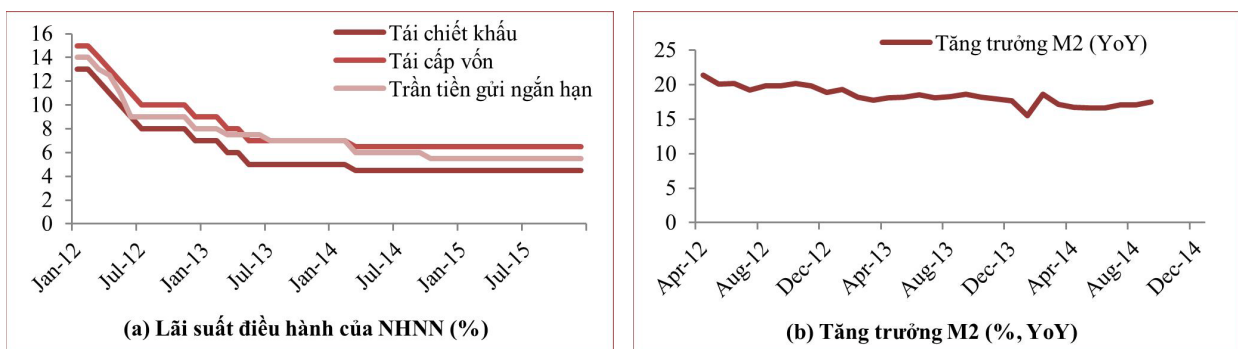 Tái chiết khấu
Tái cấp vốn
Trần tiền gửi ngắn hạn
16
14
12
10
8
6
4
2
0
Jan-12
Jul-12
Jan-13
Jul-13
Jan-14
Jul-14
Jan-15
Jul-15
(a) Lãi suất điều hành của NHNN (%)
Tăng trưởng M2 (YoY)
25
20
15
10
5
0
Apr-12
Aug-12
Dec-12
Apr-13
Aug-13
Dec-13
Apr-14
Aug-14
Dec-14
(b) Tăng trưởng M2 (%, YoY)